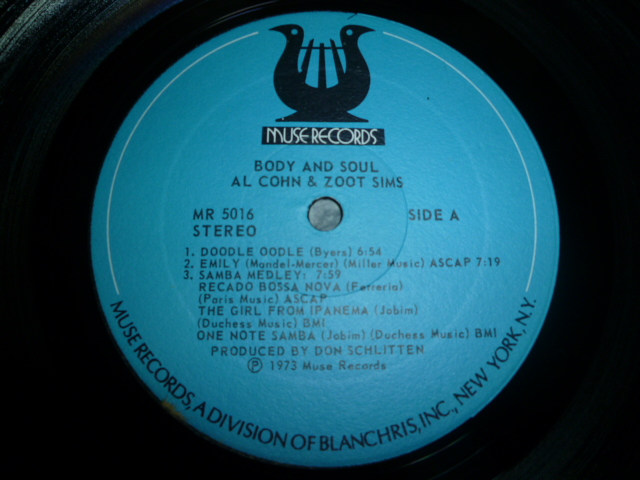 MUSE RECORDS
BODY AND SOUL
AL COHN & ZOOT SIMS
MR 5016 SIDE A
STEREO
1. DOODLE OODLE (Byers) 6:54
2. EMILY (Mandel-Mercer) (Miller Music) ASCAP 7:19
3. SAMBA MEDLEY: 7:59
RECADO BOSSA NOVA (Ferreria)
(Paris Music) ASCAP
THE GIRL FROM IPANEMA (Jobim)
(Duchess Music) BMI
ONE NOTE SAMBA (Jobim) (Duchess Music) BMI
PRODUCED BY DON SCHLITTEN
Ⓟ 1973 Muse Records
MUSE RECORDS, A DIVISION OF BLANCHRIS, INC., NEW YORK, N.Y.